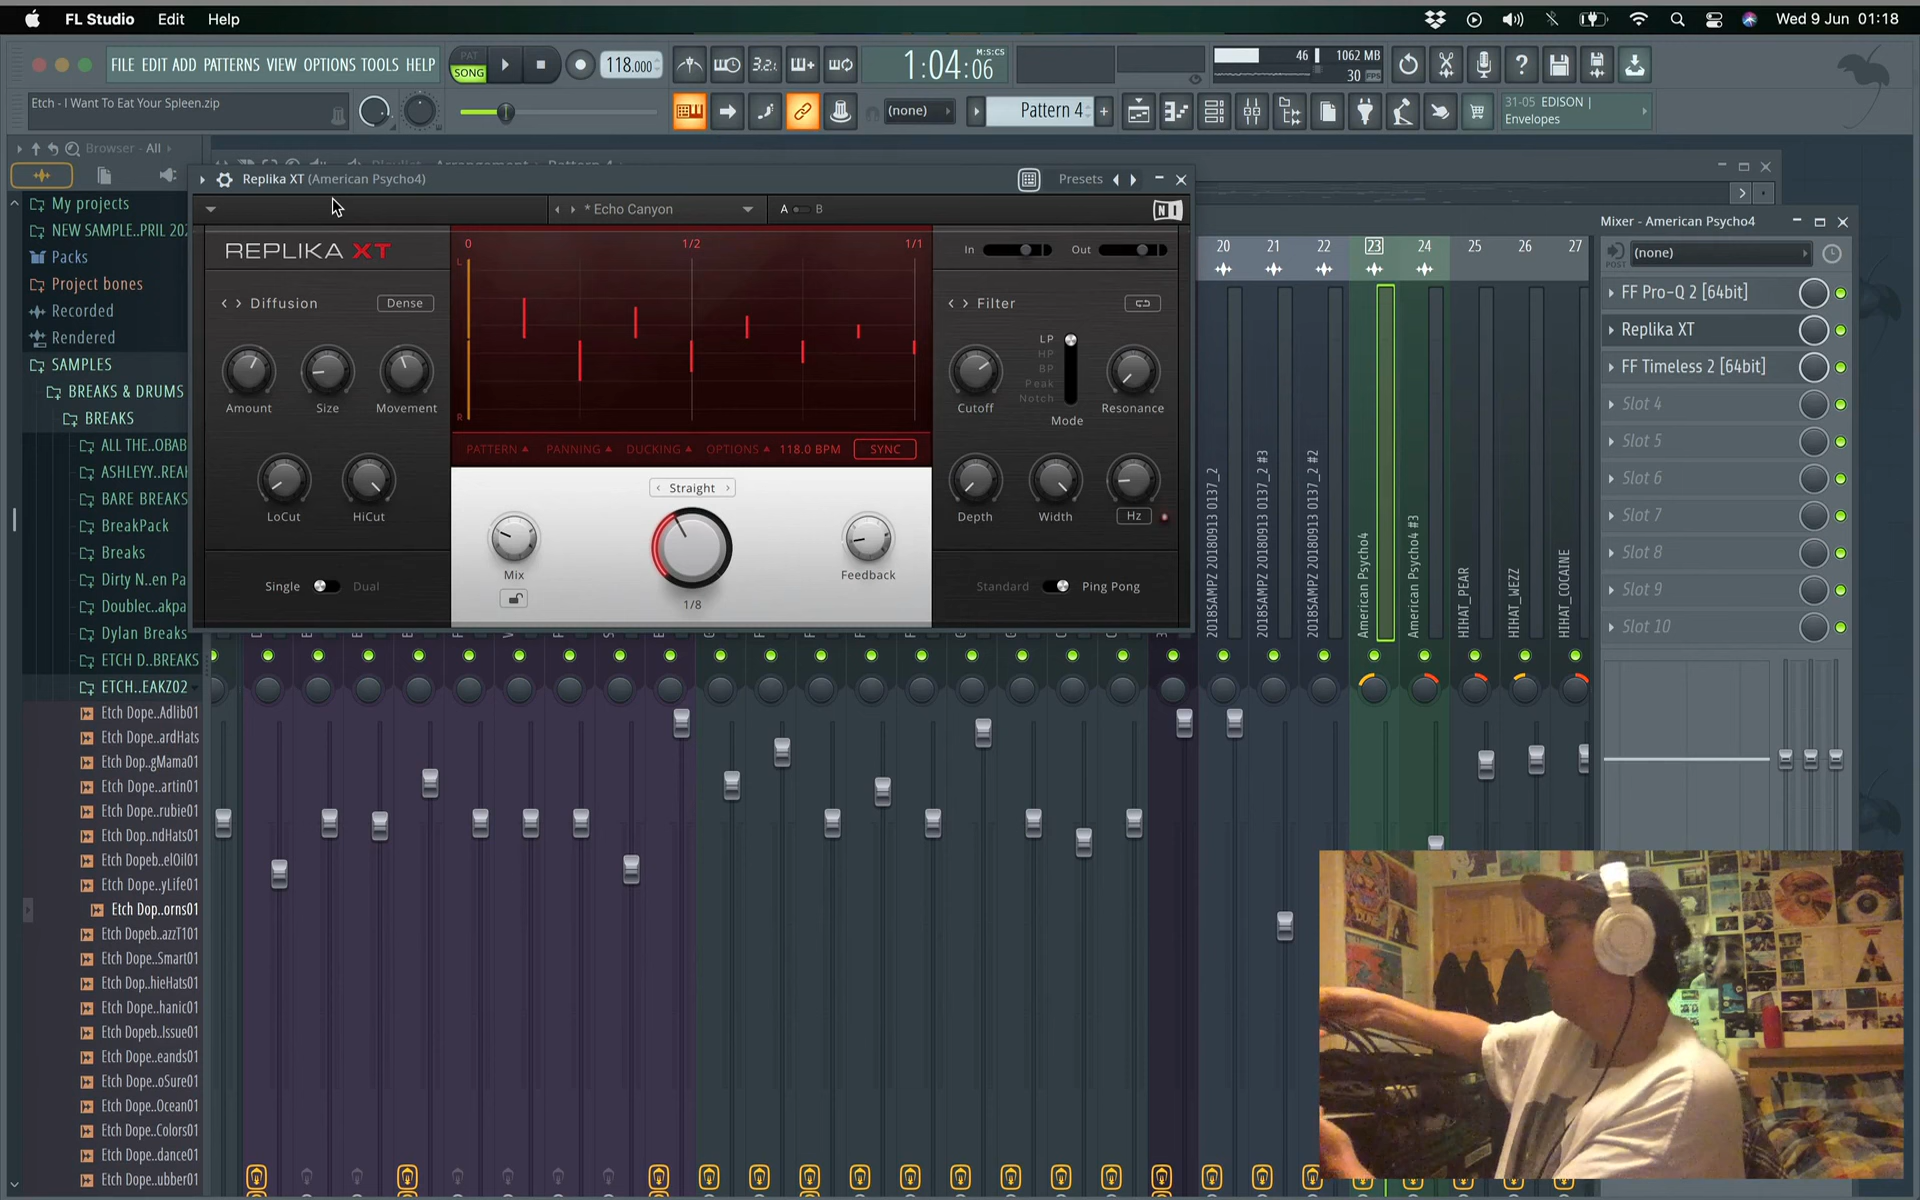 FL Studio Edit Help
Wed 9 Jun 01:18
FILE EDIT ADD PATTERNS VIEW OPTIONS TOOLS HELP
PAT
SONG
118.000
3.2.
1:04:06
M:S:CS
46
1062 MB
30 FPS
Etch - I Want To Eat Your Spleen.zip
(none)
Pattern 4
31-05 EDISON |
Envelopes
Browser - All
Playlist - Arrangement - Pattern 4
My projects
NEW SAMPLE..PRIL 202
Packs
Project bones
Recorded
Rendered
SAMPLES
BREAKS & DRUMS
BREAKS
ALL THE..OBAB
ASHLEYY..REAK
BARE BREAKS
BreakPack
Breaks
Dirty N..en Pa
Doublec..akpa
Dylan Breaks
ETCH D..BREAKS
ETCH..EAKZ02
Etch Dope..Adlib01
Etch Dope..ardHats
Etch Dop..gMama01
Etch Dope..artin01
Etch Dope..rubie01
Etch Dop..ndHats01
Etch Dopeb..elOil01
Etch Dope..yLife01
Etch Dop..orns01
Etch Dopeb..azzT101
Etch Dope..Smart01
Etch Dop..hieHats01
Etch Dope..hanic01
Etch Dopeb..Issue01
Etch Dope..eands01
Etch Dope..oSure01
Etch Dope..Ocean01
Etch Dope..Colors01
Etch Dope..dance01
Etch Dope..ubber01
Replika XT (American Psycho4)
Presets
* Echo Canyon
A B
NI
REPLIKA XT
0 1/2 1/1
In Out
Diffusion
Dense
Amount Size Movement
LoCut HiCut
Single Dual
L
R
PATTERN PANNING DUCKING OPTIONS 118.0 BPM SYNC
Straight
Mix
1/8
Feedback
Filter
LP
HP
BP
Peak
Notch
Cutoff Mode Resonance
Depth Width Hz
Standard Ping Pong
20 21 22 23 24 25 26 27
2018SAMPZ 20180913 0137_2
2018SAMPZ 20180913 0137_2 #3
2018SAMPZ 20180913 0137_2 #2
American Psycho4
American Psycho4 #3
HIHAT_PEAR
HIHAT_WEZZ
HIHAT_COCAINE
Mixer - American Psycho4
POST
(none)
FF Pro-Q 2 [64bit]
Replika XT
FF Timeless 2 [64bit]
Slot 4
Slot 5
Slot 6
Slot 7
Slot 8
Slot 9
Slot 10